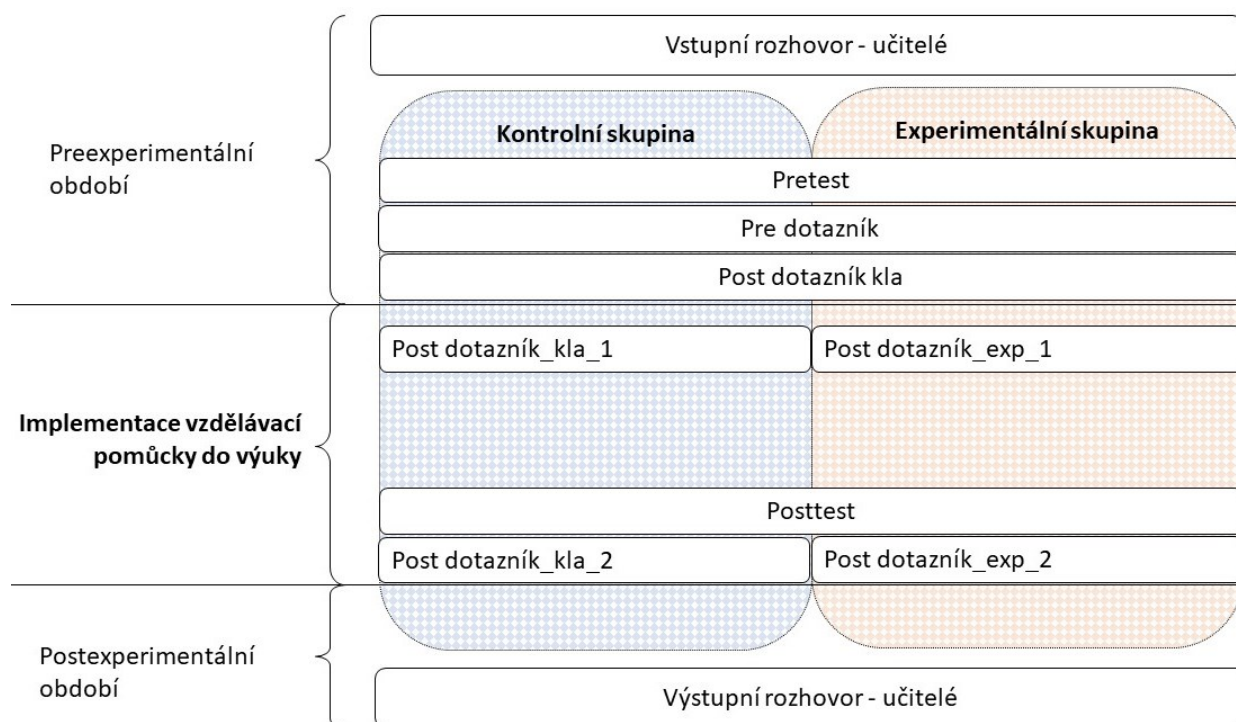 Vstupní rozhovor - učitelé
Kontrolní skupina
Experimentální skupina
Preexperimentální
období
Pretest
Pre dotazník
Post dotazník kla
Post dotazník_kla_1
Post dotazník_exp_1
Implementace vzdělávací
pomůcky do výuky
Posttest
Post dotazník_kla_2
Post dotazník_exp_2
Postexperimentální
období
Výstupní rozhovor - učitelé